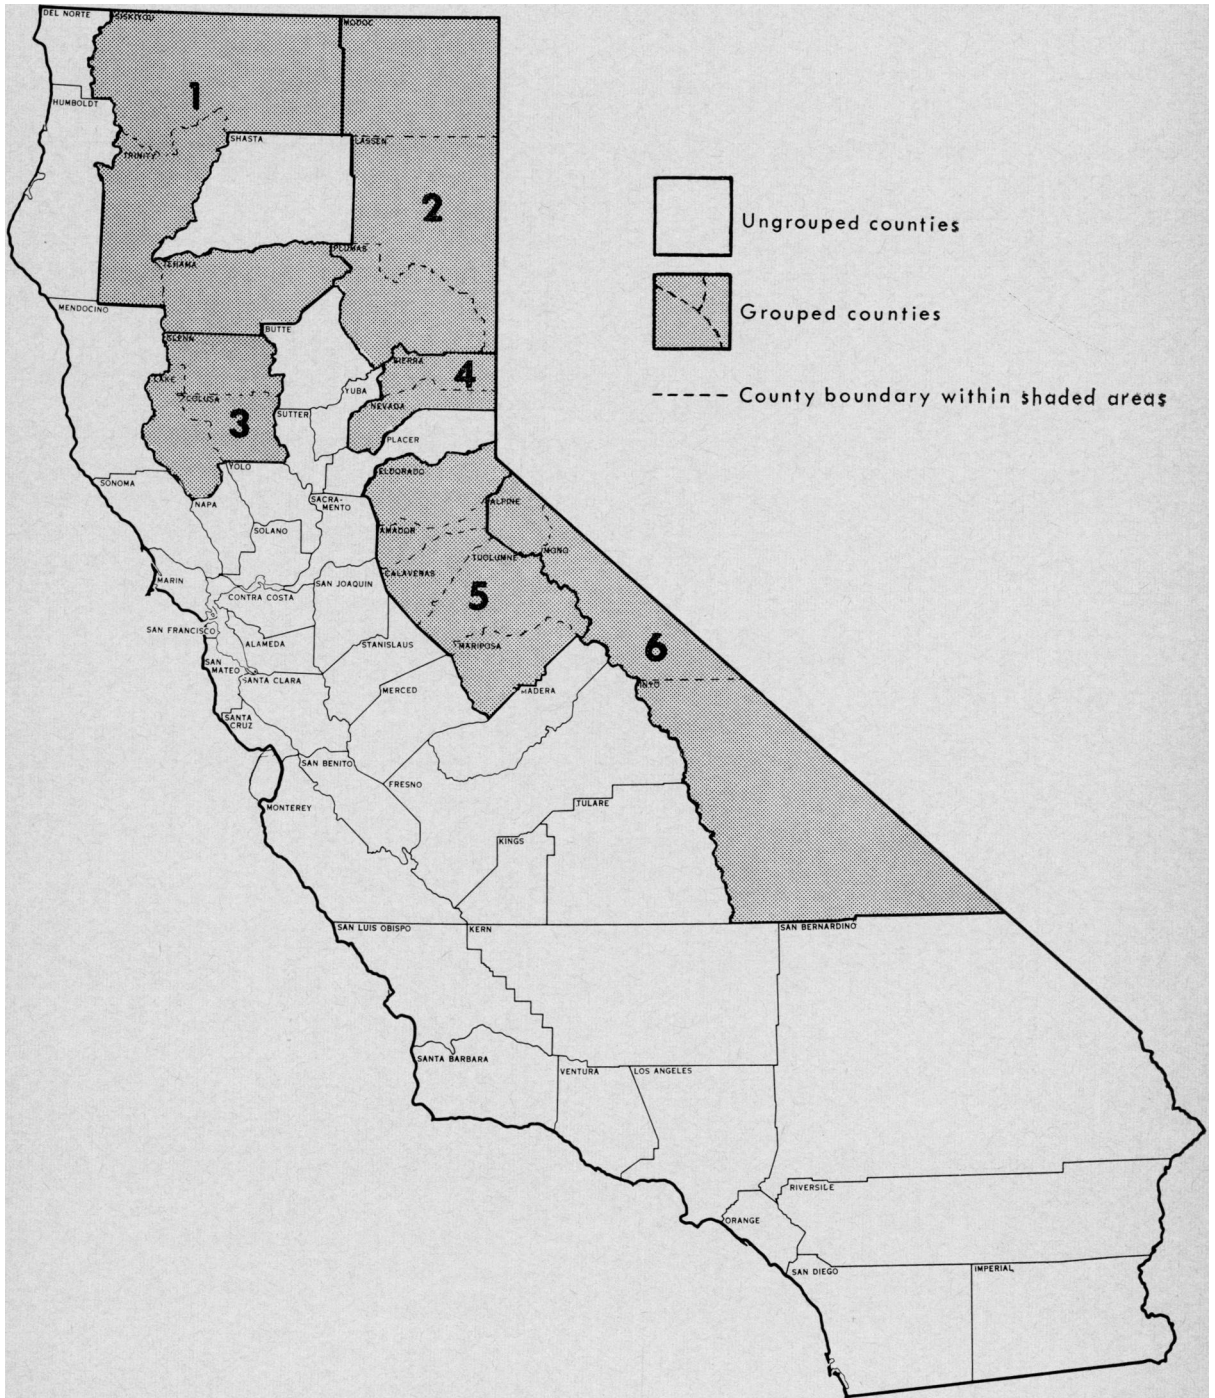 DEL NORTE
SISKIYOU
MODOC
1
HUMBOLDT
TRINITY
SHASTA
LASSEN
2
Ungrouped counties
PLUMAS
TEHAMA
MENDOCINO
Grouped counties
BUTTE
GLENN
SIERRA
4
LAKE
COLUSA
YUBA
NEVADA
County boundary within shaded areas
SUTTER
3
PLACER
YOLO
ELDORADO
SONOMA
NAPA
SACRA-
MENTO
ALPINE
SOLANO
AMADOR
MONO
TUOLUMNE
CALAVERAS
MARIN
SAN JOAQUIN
CONTRA COSTA
5
SAN FRANCISCO
ALAMEDA
STANISLAUS
MARIPOSA
6
SAN
MATEO
SANTA CLARA
MERCED
MADERA
INYO
SANTA
CRUZ
SAN BENITO
FRESNO
MONTEREY
TULARE
KINGS
SAN LUIS OBISPO
KERN
SAN BERNARDINO
SANTA BARBARA
VENTURA
LOS ANGELES
RIVERSILE
ORANGE
SAN DIEGO
IMPERIAL